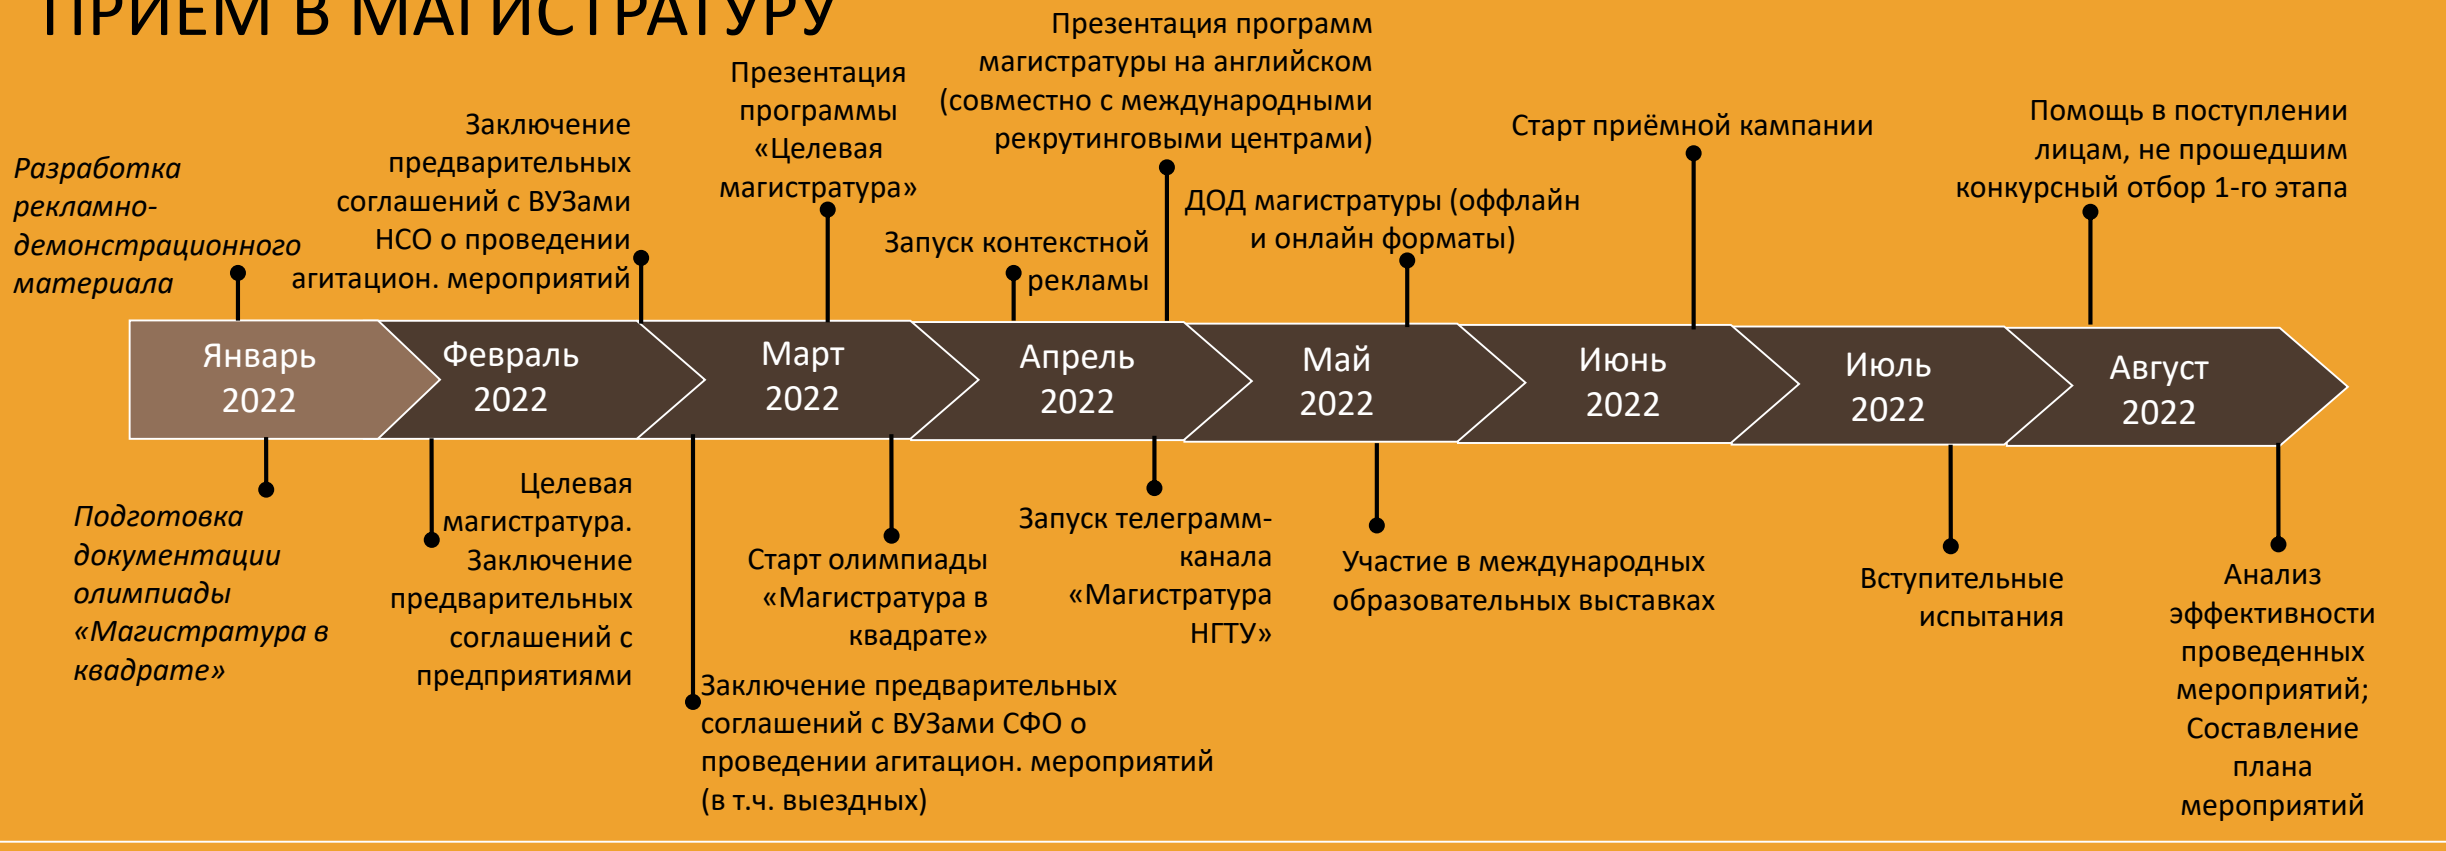 ПРИЕМ В МАГИСТРАТУРУ
Разработка
рекламно-
демонстрационного
материала
Заключение
предварительных
соглашений с ВУЗами
НСО о проведении
агитацион. мероприятий
Презентация
программы
«Целевая
магистратура»
Запуск контекстной
рекламы
Презентация программ
магистратуры на английском
(совместно с международными
рекрутинговыми центрами)
ДОД магистратуры (оффлайн
и онлайн форматы)
Старт приёмной кампании
Помощь в поступлении
лицам, не прошедшим
конкурсный отбор 1-го этапа
Январь
2022
Февраль
2022
Март
2022
Апрель
2022
Май
2022
Июнь
2022
Июль
2022
Август
2022
Подготовка
документации
олимпиады
«Магистратура в
квадрате»
Целевая
магистратура.
Заключение
предварительных
соглашений с
предприятиями
Заключение предварительных
соглашений с ВУЗами СФО о
проведении агитацион. мероприятий
(в т.ч. выездных)
Старт олимпиады
«Магистратура в
квадрате»
Запуск телеграмм-
канала
«Магистратура
НГТУ»
Участие в международных
образовательных выставках
Вступительные
испытания
Анализ
эффективности
проведенных
мероприятий;
Составление
плана
мероприятий